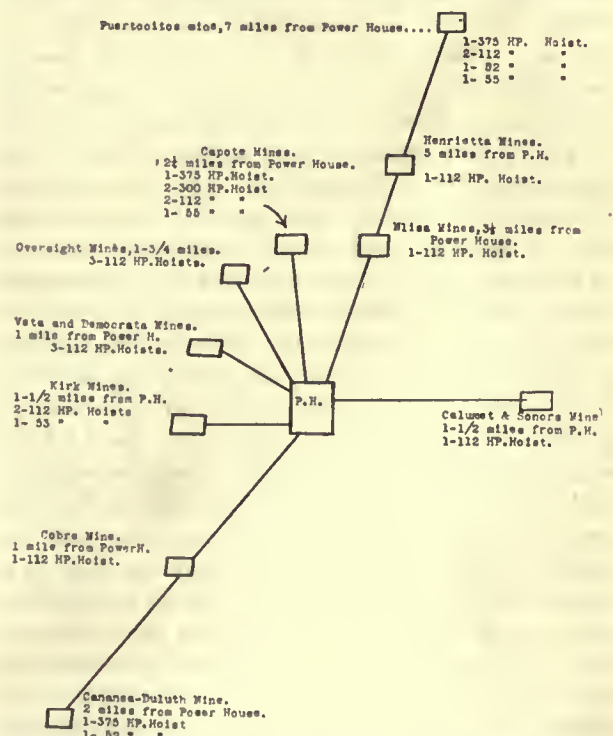 Puertocitos mine,7 miles from Power House....
1-375 HP. Hoist.
2-112 " "
1- 82 " "
1- 55 " "
Henrietta Mines.
5 miles from P.H.
1-112 HP. Hoist.
Capote Mines.
2¼ miles from Power House.
1-375 HP.Hoist.
2-300 HP.Hoist
2-112 " "
1- 55 " "
Elisa Mines,3½ miles from
Power House.
1-112 HP. Hoist.
Oversight Mines,1-3/4 miles.
3-112 HP.Hoists.
Veta and Democrata Mines.
1 mile from Power H.
3-112 HP.Hoists.
Kirk Mines.
1-1/2 miles from P.H.
2-112 HP. Hoists
1- 53 " "
P.H.
Calumet & Sonora Mine
1-1/2 miles from P.H.
1-112 HP.Hoist.
Cobre Mine.
1 mile from PowerH.
1-112 HP.Hoist.
Cananea-Duluth Mine.
2 miles from Power House.
1-375 HP.Hoist
1- 52 " "